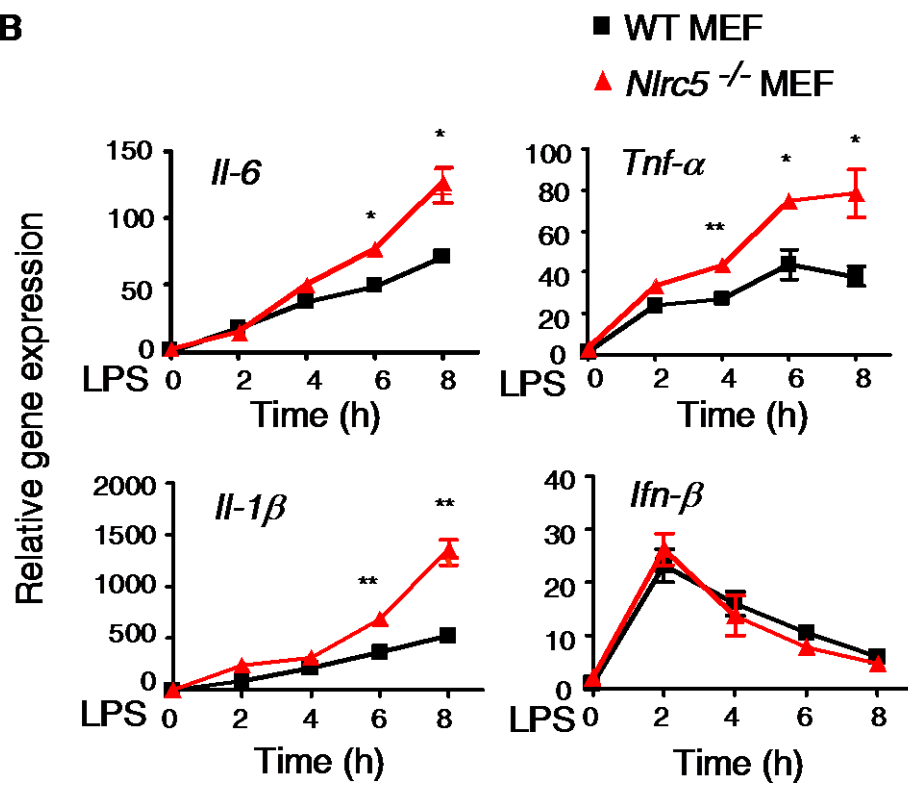 B
WT MEF
Nlrc5 -/- MEF
Relative gene expression
Il-6
150
100
50
0
* *
LPS 0 2 4 6 8
Time (h)
Tnf-α
100
80
60
40
20
0
** * *
LPS 0 2 4 6 8
Time (h)
Il-1β
2000
1500
1000
500
0
** **
LPS 0 2 4 6 8
Time (h)
Ifn-β
40
30
20
10
0
LPS 0 2 4 6 8
Time (h)